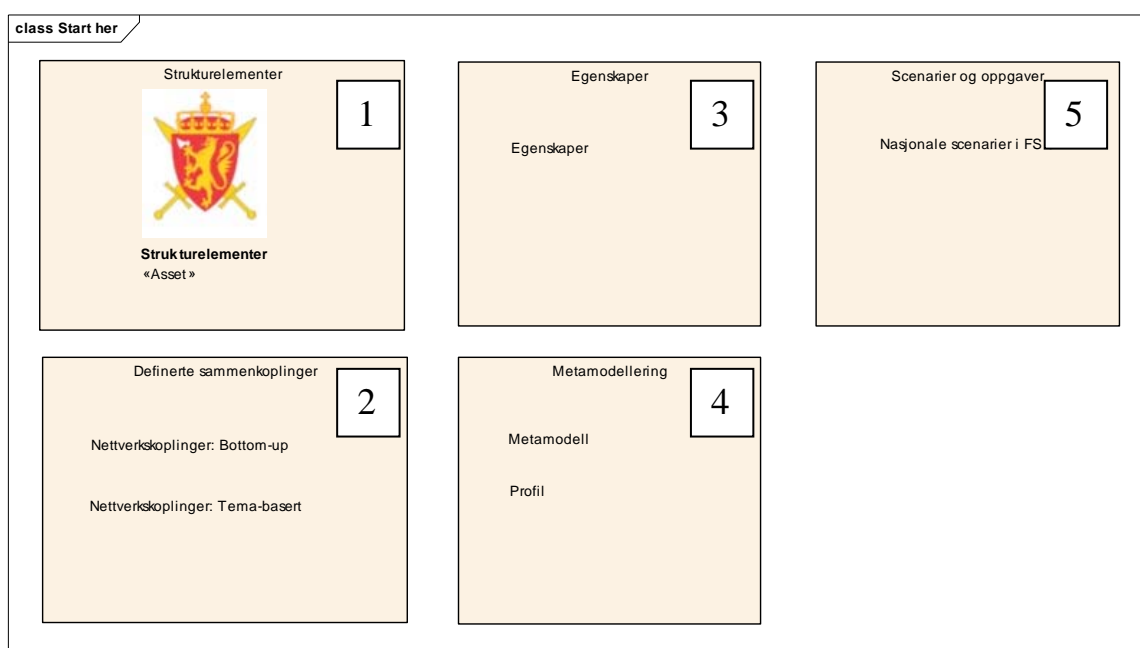 class Start her
Strukturelementer
1
Strukturelementer
«Asset»
Definerte sammenkoplinger
2
Nettverkskoplinger: Bottom-up
Nettverkskoplinger: Tema-basert
Egenskaper
3
Egenskaper
Metamodellering
4
Metamodell
Profil
Scenarier og oppgaver
5
Nasjonale scenarier i FS